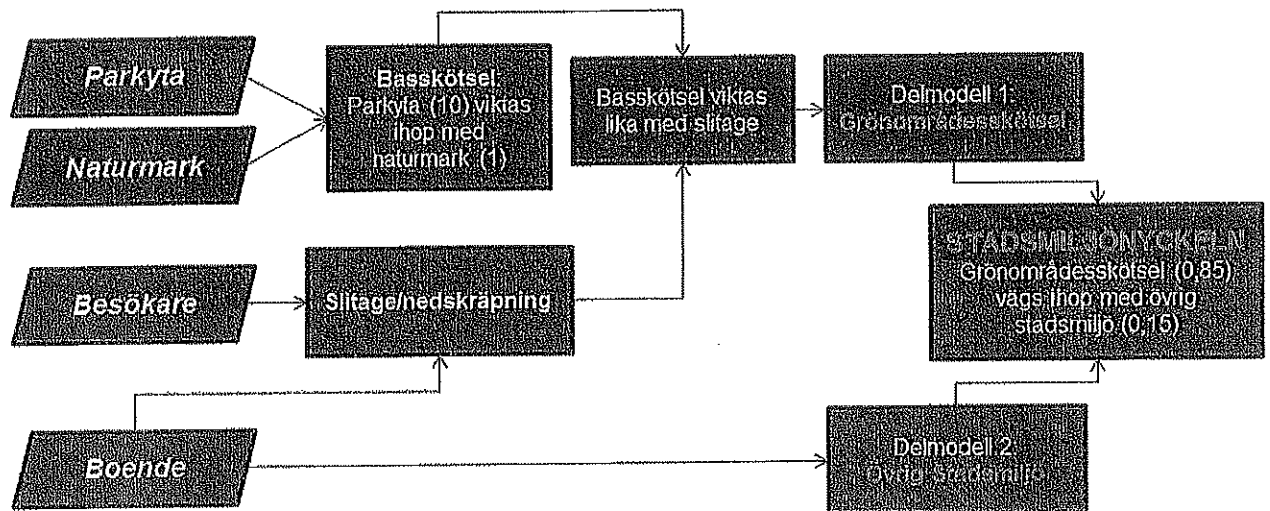 Parkyta
Naturmark
Besökare
Boende
Basskötsel
Parkyta (10) viktas
ihop med
naturmark (1)
Slitage/nedskräpning
Basskötsel viktas
lika med slitage
Delmodell 1:
STADSMILJÖNYCKELN
Grönområdesskötsel (0,85)
vägs ihop med övrig
stadsmiljö (0,15)
Delmodell 2
Övrig Stadsmiljö